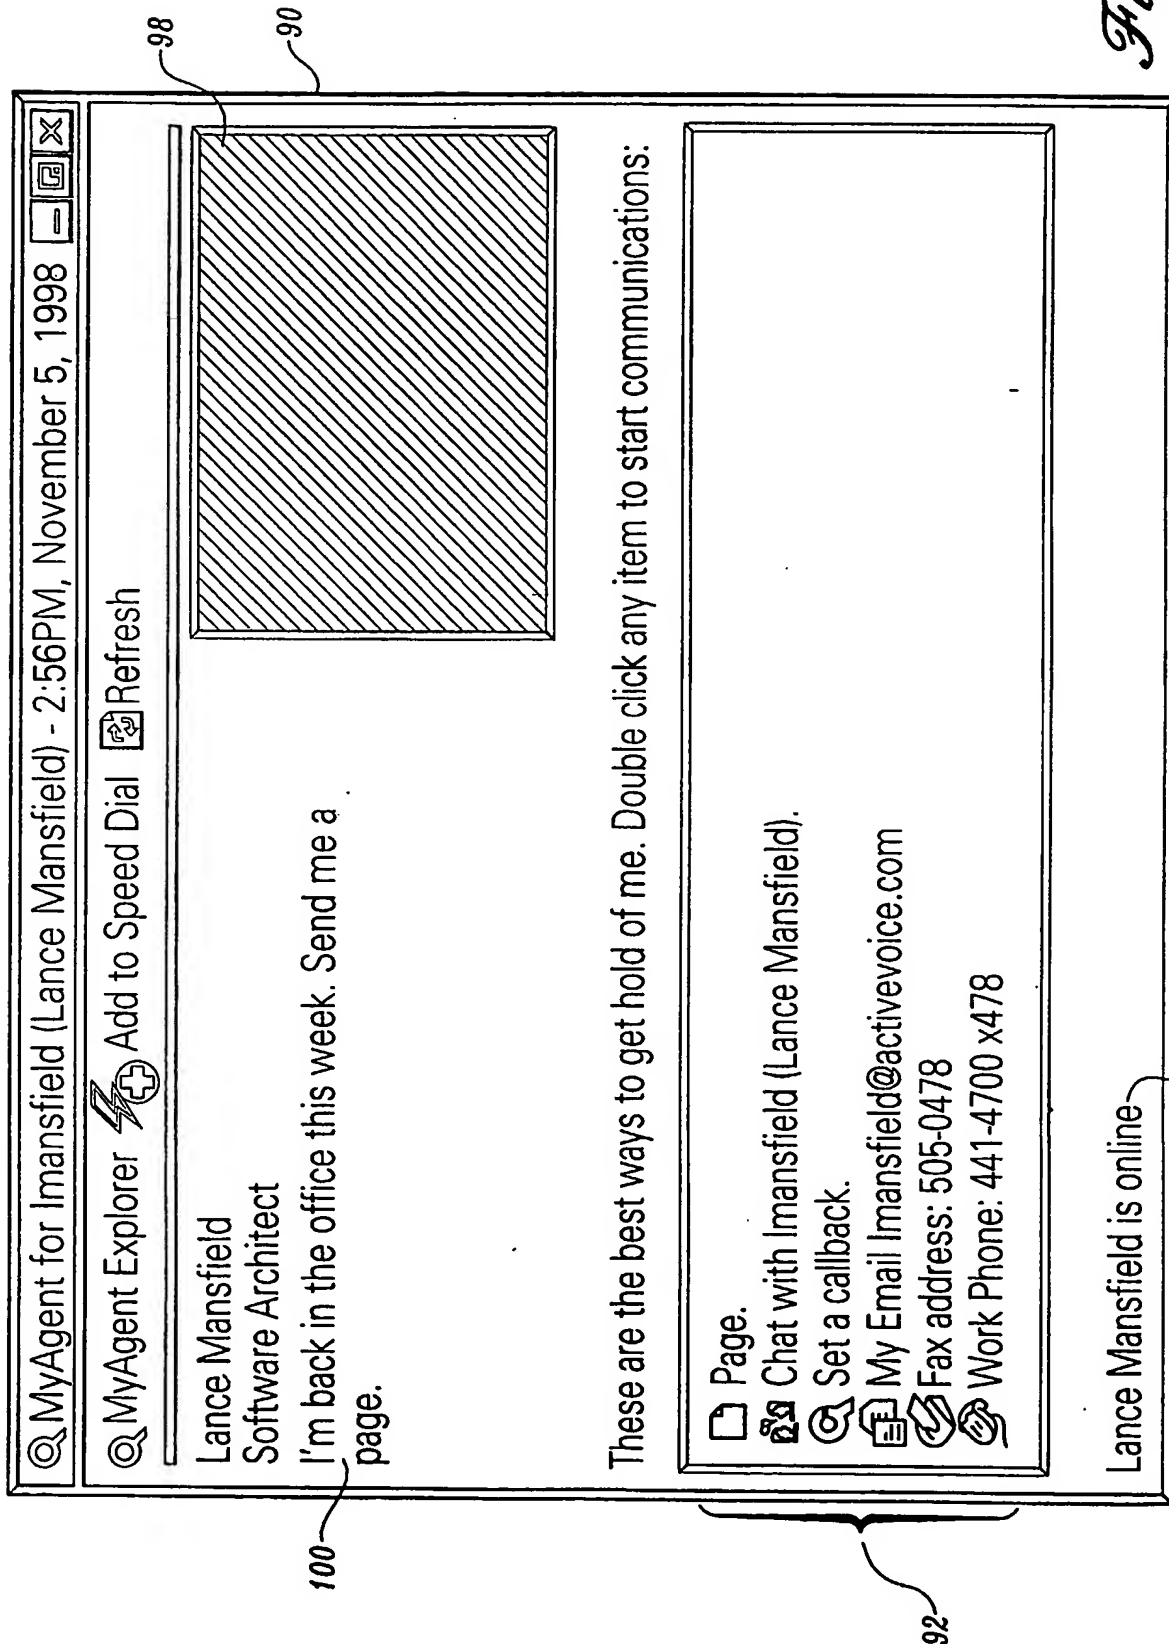 98
90
MyAgent for Imansfield (Lance Mansfield) - 2:56PM, November 5, 1998
MyAgent Explorer Add to Speed Dial Refresh
Lance Mansfield
Software Architect
I'm back in the office this week. Send me a
page.
100
These are the best ways to get hold of me. Double click any item to start communications:
Page.
Chat with Imansfield (Lance Mansfield).
Set a callback.
My Email Imansfield@activevoice.com
Fax address: 505-0478
Work Phone: 441-4700 x478
92
Lance Mansfield is online